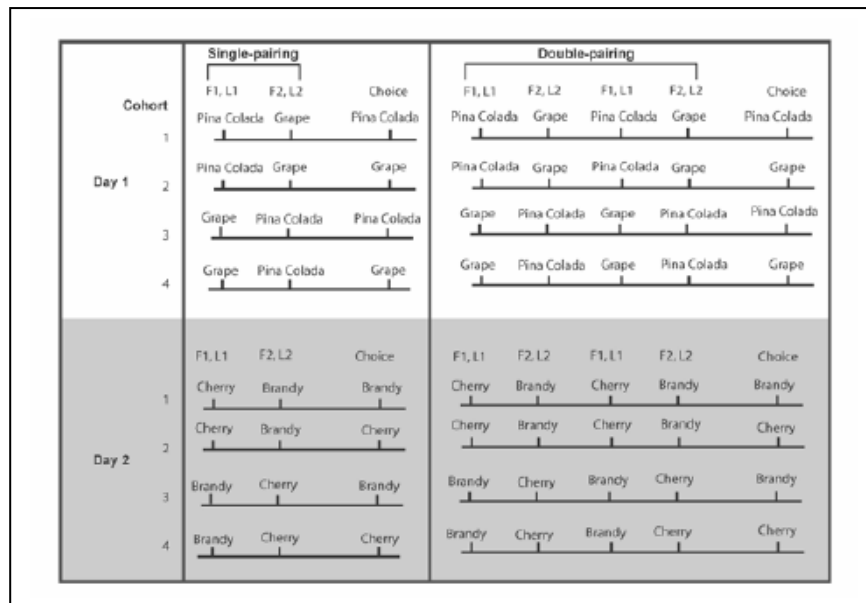 Single-pairing Double-pairing
F1, L1 F2, L2 Choice F1, L1 F2, L2 F1, L1 F2, L2 Choice
Cohort
Pina Colada Grape Pina Colada Pina Colada Grape Pina Colada Grape Pina Colada
1
Pina Colada Grape Grape Pina Colada Grape Pina Colada Grape Grape
Day 1 2
Grape Pina Colada Pina Colada Grape Pina Colada Grape Pina Colada Pina Colada
3
Grape Pina Colada Grape Grape Pina Colada Grape Pina Colada Grape
4
F1, L1 F2, L2 Choice F1, L1 F2, L2 F1, L1 F2, L2 Choice
Cherry Brandy Brandy Cherry Brandy Cherry Brandy Brandy
1
Cherry Brandy Cherry Cherry Brandy Cherry Brandy Cherry
2
Day 2
Brandy Cherry Brandy Brandy Cherry Brandy Cherry Brandy
3
Brandy Cherry Cherry Brandy Cherry Brandy Cherry Cherry
4